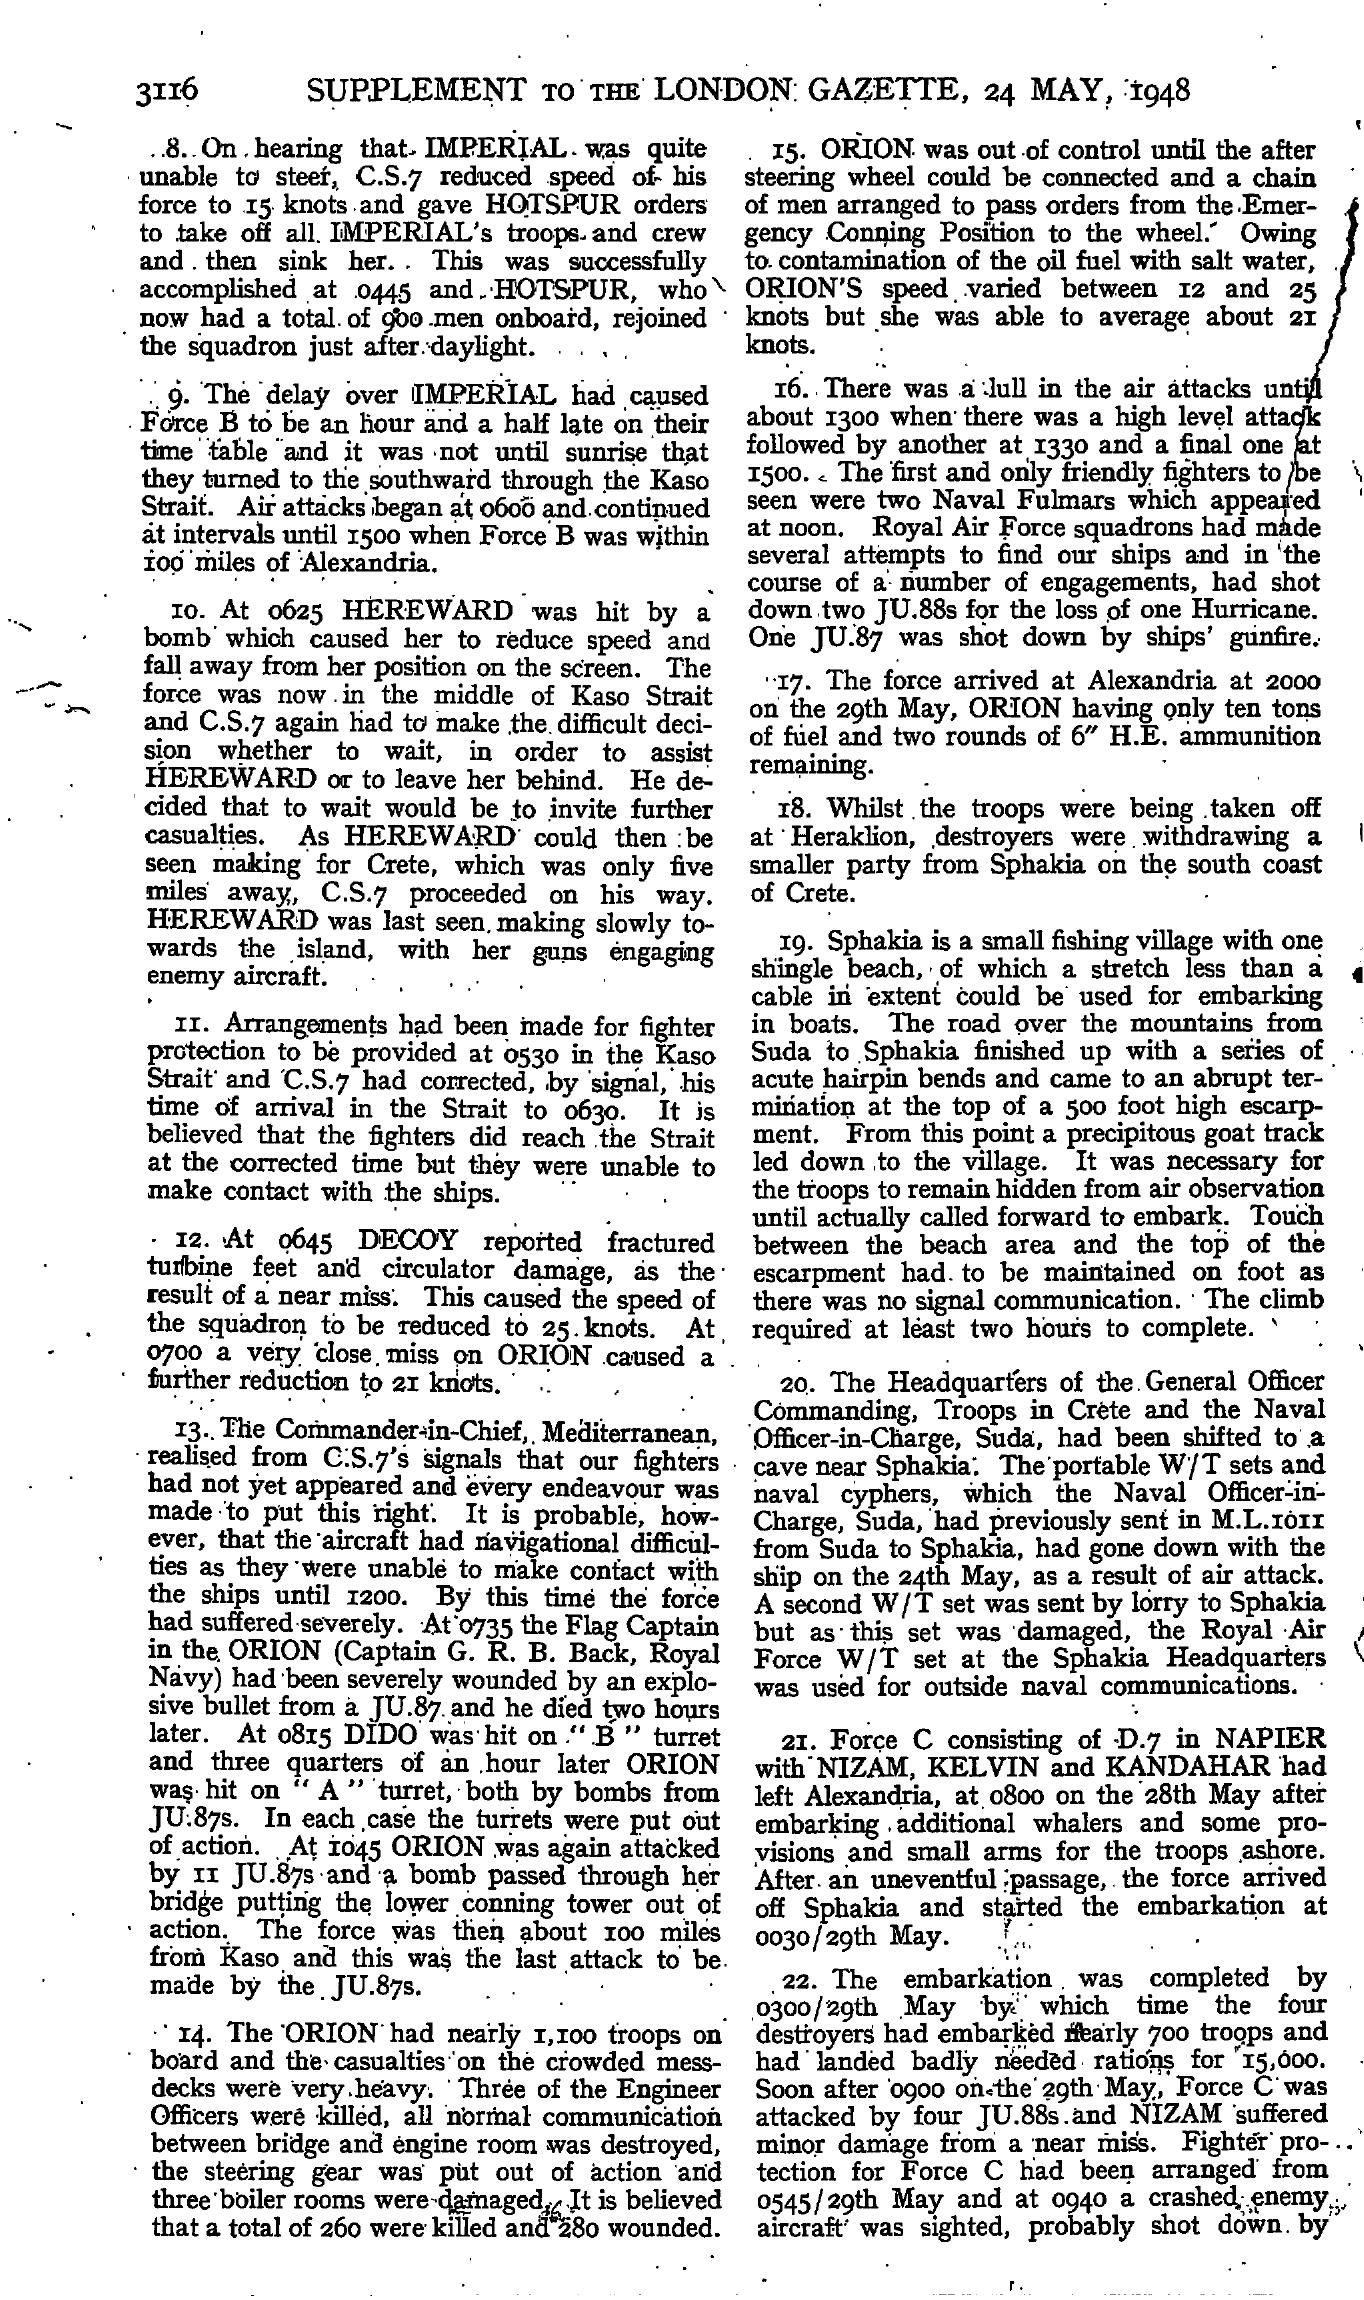 3116 SUPPLEMENT TO THE LONDON GAZETTE, 24 MAY, 1948
8. On hearing that IMPERIAL was quite
unable to steer, C.S.7 reduced speed of his
force to 15 knots and gave HOTSPUR orders
to take off all IMPERIAL's troops and crew
and then sink her. This was successfully
accomplished at 0445 and HOTSPUR, who
now had a total of 900 men onboard, rejoined
the squadron just after daylight.
9. The delay over IMPERIAL had caused
Force B to be an hour and a half late on their
time table and it was not until sunrise that
they turned to the southward through the Kaso
Strait. Air attacks began at 0600 and continued
at intervals until 1500 when Force B was within
100 miles of Alexandria.
10. At 0625 HEREWARD was hit by a
bomb which caused her to reduce speed and
fall away from her position on the screen. The
force was now in the middle of Kaso Strait
and C.S.7 again had to make the difficult deci-
sion whether to wait, in order to assist
HEREWARD or to leave her behind. He de-
cided that to wait would be to invite further
casualties. As HEREWARD could then be
seen making for Crete, which was only five
miles away, C.S.7 proceeded on his way.
HEREWARD was last seen making slowly to-
wards the island, with her guns engaging
enemy aircraft.
11. Arrangements had been made for fighter
protection to be provided at 0530 in the Kaso
Strait and C.S.7 had corrected, by signal, his
time of arrival in the Strait to 0630. It is
believed that the fighters did reach the Strait
at the corrected time but they were unable to
make contact with the ships.
12. At 0645 DECOY reported fractured
turbine feet and circulator damage, as the
result of a near miss. This caused the speed of
the squadron to be reduced to 25 knots. At
0700 a very close miss on ORION caused a
further reduction to 21 knots.
13. The Commander-in-Chief, Mediterranean,
realised from C.S.7's signals that our fighters
had not yet appeared and every endeavour was
made to put this right. It is probable, how-
ever, that the aircraft had navigational difficul-
ties as they were unable to make contact with
the ships until 1200. By this time the force
had suffered severely. At 0735 the Flag Captain
in the ORION (Captain G. R. B. Back, Royal
Navy) had been severely wounded by an explo-
sive bullet from a JU.87 and he died two hours
later. At 0815 DIDO was hit on "B" turret
and three quarters of an hour later ORION
was hit on "A" turret, both by bombs from
JU.87s. In each case the turrets were put out
of action. At 1045 ORION was again attacked
by 11 JU.87s and a bomb passed through her
bridge putting the lower conning tower out of
action. The force was then about 100 miles
from Kaso and this was the last attack to be
made by the JU.87s.
14. The ORION had nearly 1,100 troops on
board and the casualties on the crowded mess-
decks were very heavy. Three of the Engineer
Officers were killed, all normal communication
between bridge and engine room was destroyed,
the steering gear was put out of action and
three boiler rooms were damaged. It is believed
that a total of 260 were killed and 280 wounded.
15. ORION was out of control until the after
steering wheel could be connected and a chain
of men arranged to pass orders from the Emer-
gency Conning Position to the wheel. Owing
to contamination of the oil fuel with salt water,
ORION'S speed varied between 12 and 25
knots but she was able to average about 21
knots.
16. There was a lull in the air attacks until
about 1300 when there was a high level attack
followed by another at 1330 and a final one at
1500. The first and only friendly fighters to be
seen were two Naval Fulmars which appeared
at noon. Royal Air Force squadrons had made
several attempts to find our ships and in the
course of a number of engagements, had shot
down two JU.88s for the loss of one Hurricane.
One JU.87 was shot down by ships' gunfire.
17. The force arrived at Alexandria at 2000
on the 29th May, ORION having only ten tons
of fuel and two rounds of 6″ H.E. ammunition
remaining.
18. Whilst the troops were being taken off
at Heraklion, destroyers were withdrawing a
smaller party from Sphakia on the south coast
of Crete.
19. Sphakia is a small fishing village with one
shingle beach, of which a stretch less than a
cable in extent could be used for embarking
in boats. The road over the mountains from
Suda to Sphakia finished up with a series of
acute hairpin bends and came to an abrupt ter-
mination at the top of a 500 foot high escarp-
ment. From this point a precipitous goat track
led down to the village. It was necessary for
the troops to remain hidden from air observation
until actually called forward to embark. Touch
between the beach area and the top of the
escarpment had to be maintained on foot as
there was no signal communication. The climb
required at least two hours to complete.
20. The Headquarters of the General Officer
Commanding, Troops in Crete and the Naval
Officer-in-Charge, Suda, had been shifted to a
cave near Sphakia. The portable W/T sets and
naval cyphers, which the Naval Officer-in-
Charge, Suda, had previously sent in M.L.1011
from Suda to Sphakia, had gone down with the
ship on the 24th May, as a result of air attack.
A second W/T set was sent by lorry to Sphakia
but as this set was damaged, the Royal Air
Force W/T set at the Sphakia Headquarters
was used for outside naval communications.
21. Force C consisting of D.7 in NAPIER
with NIZAM, KELVIN and KANDAHAR had
left Alexandria, at 0800 on the 28th May after
embarking additional whalers and some pro-
visions and small arms for the troops ashore.
After an uneventful passage, the force arrived
off Sphakia and started the embarkation at
0030/29th May.
22. The embarkation was completed by
0300/29th May by which time the four
destroyers had embarked nearly 700 troops and
had landed badly needed rations for 15,000.
Soon after 0900 on the 29th May, Force C was
attacked by four JU.88s and NIZAM suffered
minor damage from a near miss. Fighter pro-
tection for Force C had been arranged from
0545/29th May and at 0940 a crashed enemy
aircraft was sighted, probably shot down by